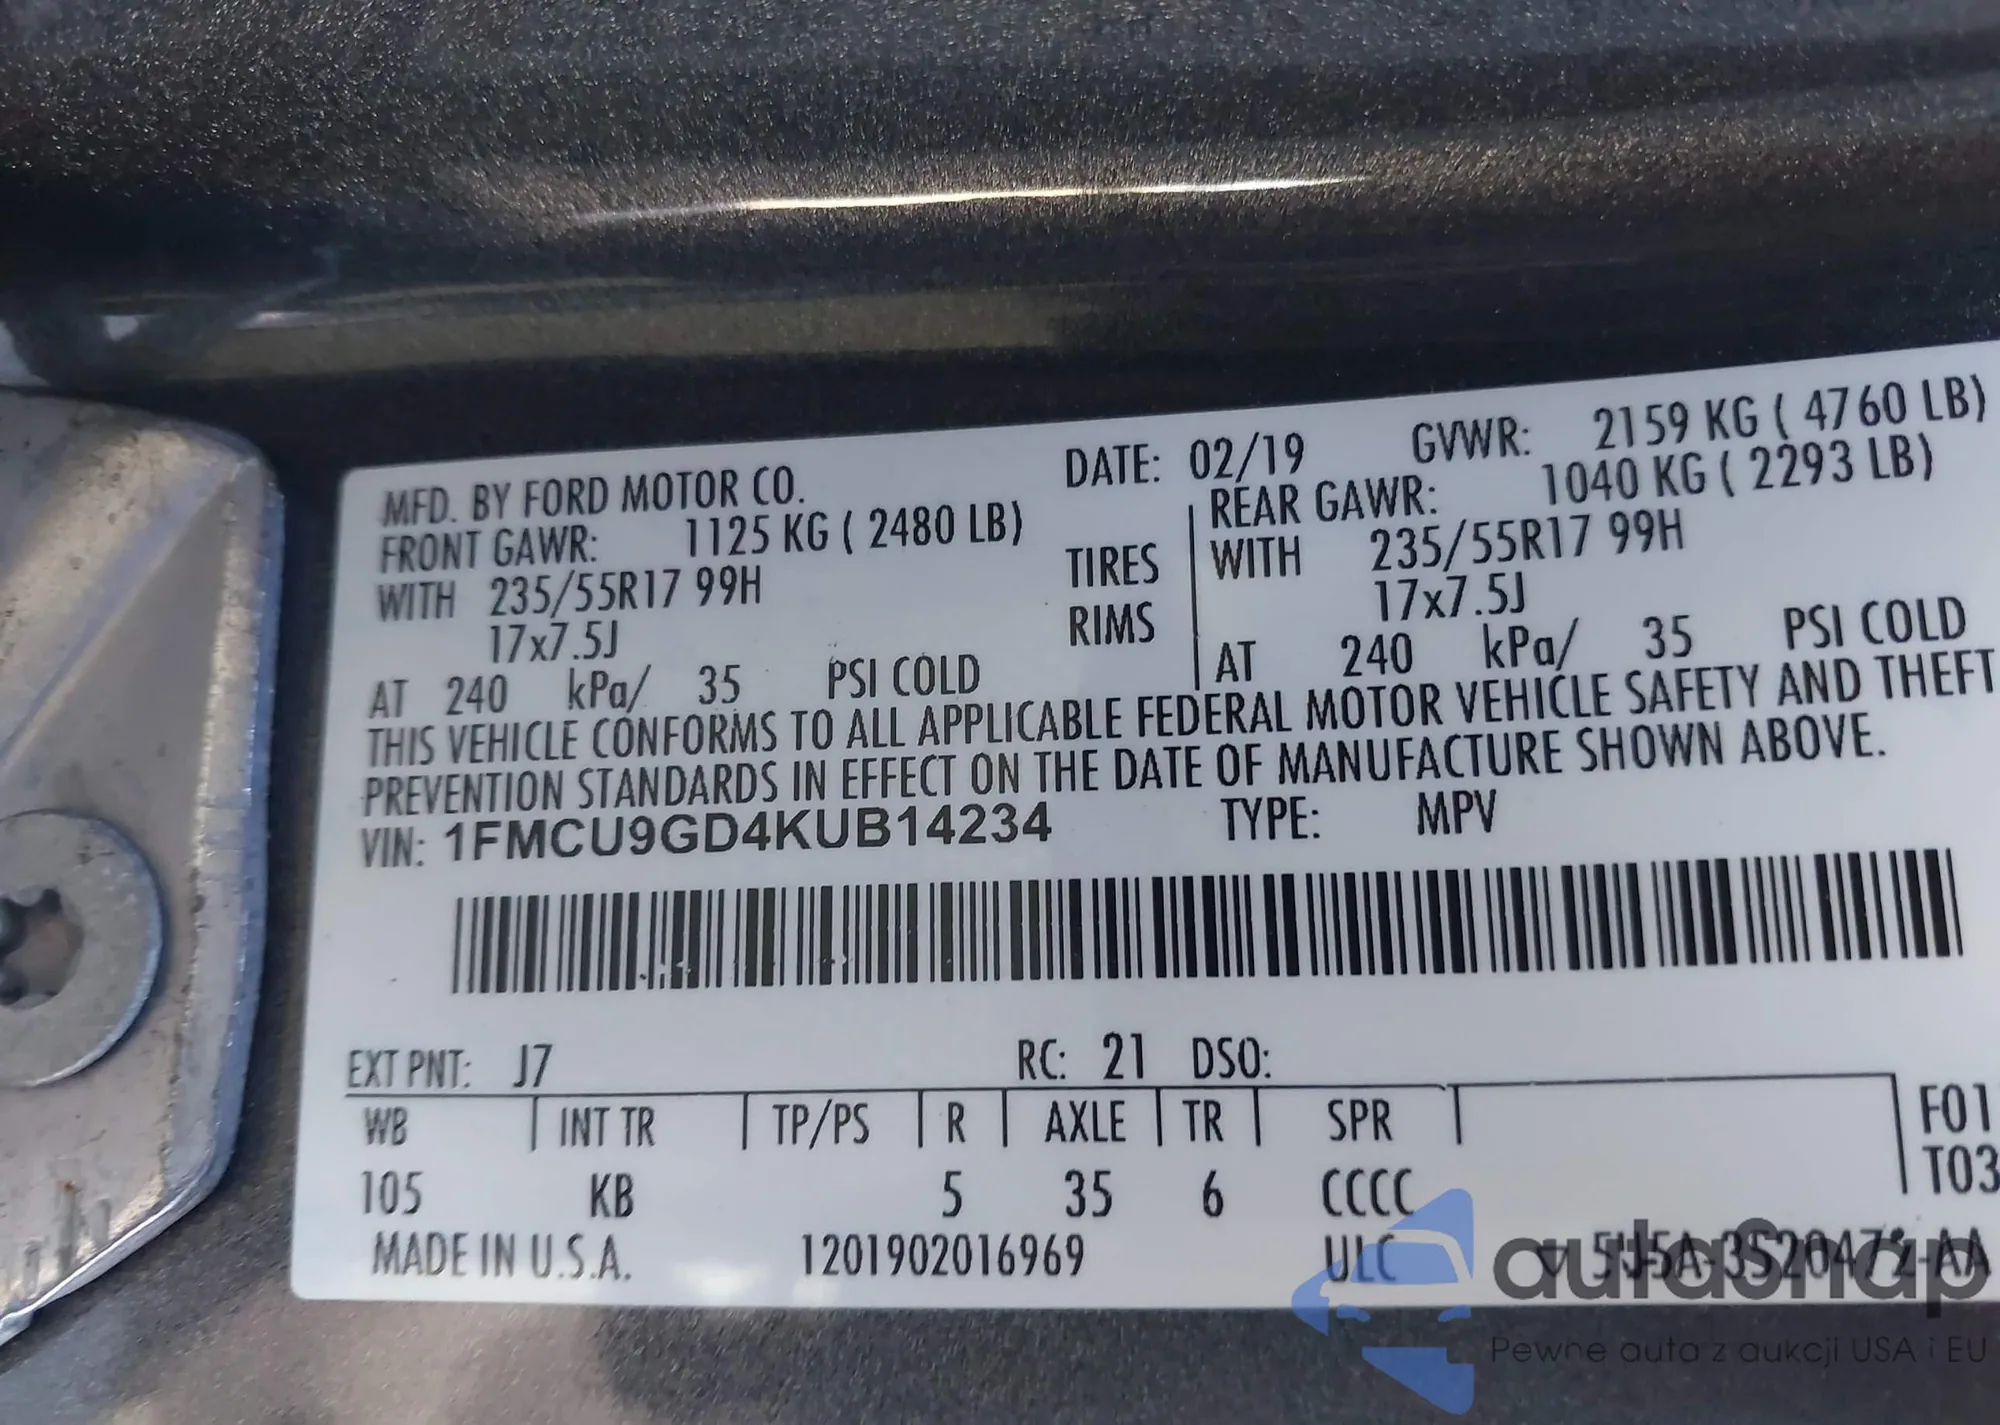 MFD. BY FORD MOTOR CO. DATE: 02/19 GVWR: 2159 KG ( 4760 LB)
FRONT GAWR: 1125 KG ( 2480 LB) REAR GAWR: 1040 KG ( 2293 LB)
WITH 235/55R17 99H TIRES WITH 235/55R17 99H
17x7.5J RIMS 17x7.5J
AT 240 kPa/ 35 PSI COLD AT 240 kPa/ 35 PSI COLD
THIS VEHICLE CONFORMS TO ALL APPLICABLE FEDERAL MOTOR VEHICLE SAFETY AND THEFT
PREVENTION STANDARDS IN EFFECT ON THE DATE OF MANUFACTURE SHOWN ABOVE.
VIN: 1FMCU9GD4KUB14234 TYPE: MPV
EXT PNT: J7 RC: 21 DSO:
WB INT TR TP/PS R AXLE TR SPR F01
105 KB 5 35 6 CCCC T03
MADE IN U.S.A. 1201902016969 ULC
autasnap
Pewne auta z aukcji USA i EU